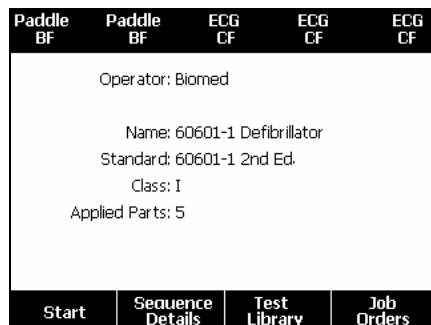 Paddle Paddle ECG ECG ECG
BF BF CF CF CF
Operator: Biomed
Name: 60601-1 Defibrillator
Standard: 60601-1 2nd Ed.
Class: I
Applied Parts: 5
Start Sequence Test Job
Details Library Orders